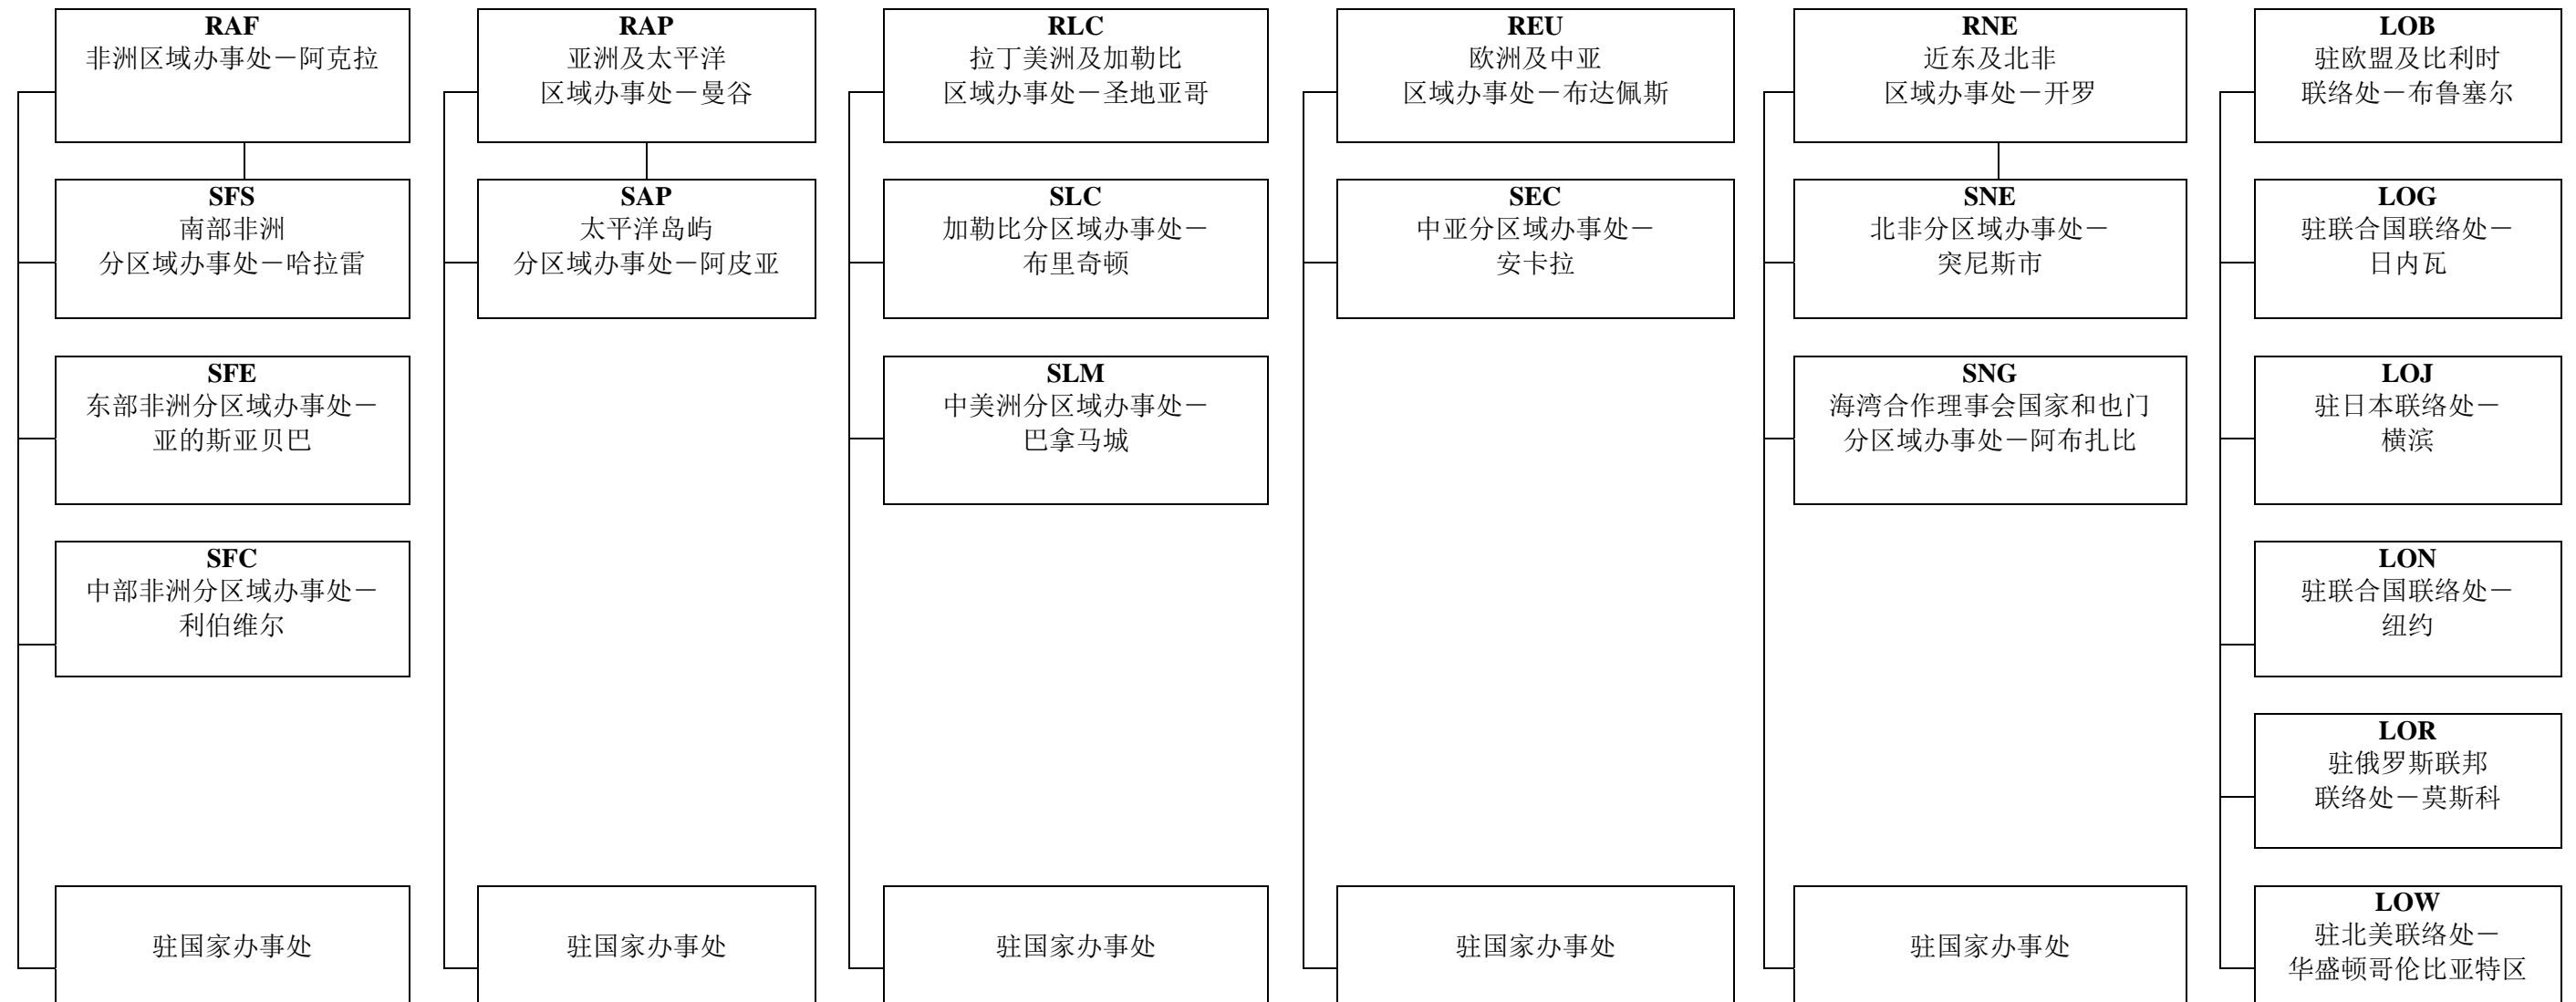 RAF
非洲区域办事处－阿克拉
SFS
南部非洲
分区域办事处－哈拉雷
SFE
东部非洲分区域办事处－
亚的斯亚贝巴
SFC
中部非洲分区域办事处－
利伯维尔
驻国家办事处
RAP
亚洲及太平洋
区域办事处－曼谷
SAP
太平洋岛屿
分区域办事处－阿皮亚
驻国家办事处
RLC
拉丁美洲及加勒比
区域办事处－圣地亚哥
SLC
加勒比分区域办事处－
布里奇顿
SLM
中美洲分区域办事处－
巴拿马城
驻国家办事处
REU
欧洲及中亚
区域办事处－布达佩斯
SEC
中亚分区域办事处－
安卡拉
驻国家办事处
RNE
近东及北非
区域办事处－开罗
SNE
北非分区域办事处－
突尼斯市
SNG
海湾合作理事会国家和也门
分区域办事处－阿布扎比
驻国家办事处
LOB
驻欧盟及比利时
联络处－布鲁塞尔
LOG
驻联合国联络处－
日内瓦
LOJ
驻日本联络处－
横滨
LON
驻联合国联络处－
纽约
LOR
驻俄罗斯联邦
联络处－莫斯科
LOW
驻北美联络处－
华盛顿哥伦比亚特区